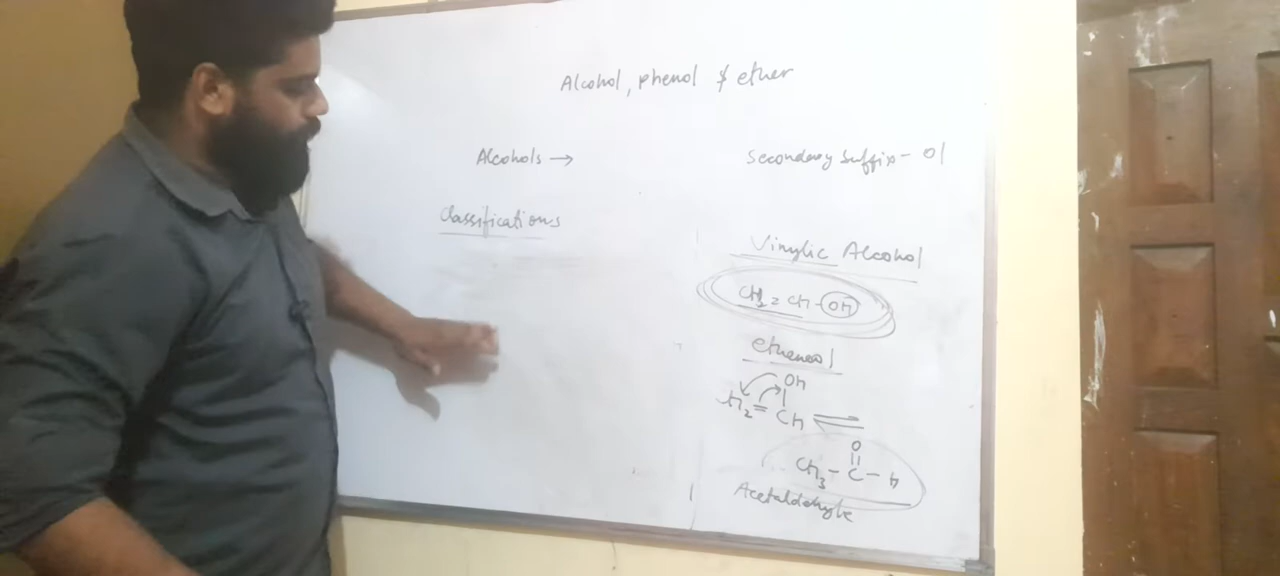 Alcohol, phenol & ether
Alcohols →
Secondary suffix - ol
Classifications
Vinylic Alcohol
CH2 = CH - OH
ethenol
OH
|
CH2 = CH ⇌
O
||
CH3 - C - H
Acetaldehyde